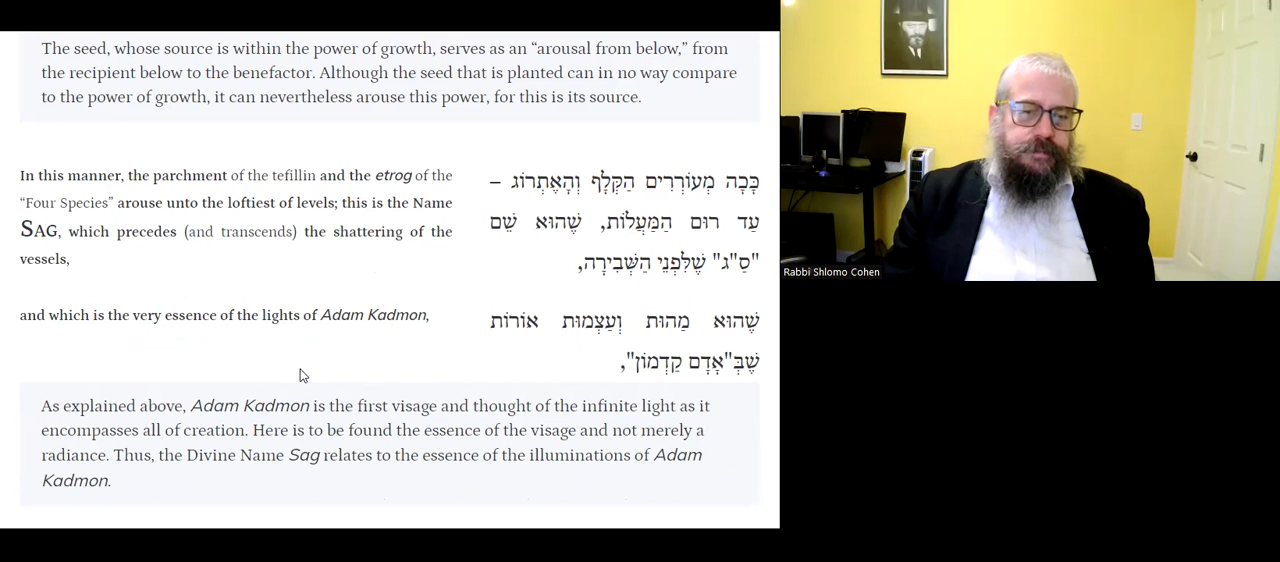 The seed, whose source is within the power of growth, serves as an “arousal from below,” from
the recipient below to the benefactor. Although the seed that is planted can in no way compare
to the power of growth, it can nevertheless arouse this power, for this is its source.
In this manner, the parchment of the tefillin and the etrog of the
“Four Species” arouse unto the loftiest of levels; this is the Name
SAG, which precedes (and transcends) the shattering of the
vessels,
כָּכָה מְעוֹרְרִים הַקְּלָף וְהָאֶתְרוֹג –
עַד רוּם הַמַּעֲלוֹת, שֶׁהוּא שֵׁם
"סַ"ג" שֶׁלִּפְנֵי הַשְּׁבִירָה,
and which is the very essence of the lights of Adam Kadmon,
שֶׁהוּא מַהוּת וְעַצְמוּת אוֹרוֹת
שֶׁבְּ"אָדָם קַדְמוֹן",
As explained above, Adam Kadmon is the first visage and thought of the infinite light as it
encompasses all of creation. Here is to be found the essence of the visage and not merely a
radiance. Thus, the Divine Name Sag relates to the essence of the illuminations of Adam
Kadmon.
Rabbi Shlomo Cohen